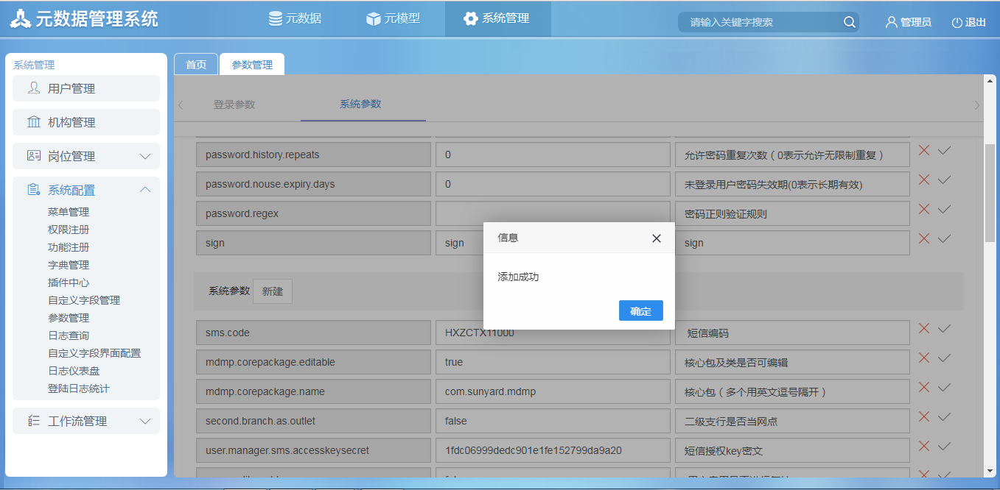 元数据管理系统
元数据
元模型
系统管理
请输入关键字搜索
管理员
退出
系统管理
用户管理
机构管理
岗位管理
系统配置
菜单管理
权限注册
功能注册
字典管理
插件中心
自定义字段管理
参数管理
日志查询
自定义字段界面配置
日志仪表盘
登陆日志统计
工作流管理
首页
参数管理
登录参数
系统参数
password.history.repeats
0
允许密码重复次数（0表示允许无限制重复）
password.nouse.expiry.days
0
未登录用户密码失效期(0表示长期有效)
password.regex
密码正则验证规则
sign
sign
sign
信息
添加成功
确定
系统参数
新建
sms.code
HXZCTX11000
短信编码
mdmp.corepackage.editable
true
核心包及类是否可编辑
mdmp.corepackage.name
com.sunyard.mdmp
核心包（多个用英文逗号隔开）
second.branch.as.outlet
false
二级支行是否当网点
user.manager.sms.accesskeysecret
1fdc06999dedc901e1fe152799da9a20
短信授权key密文